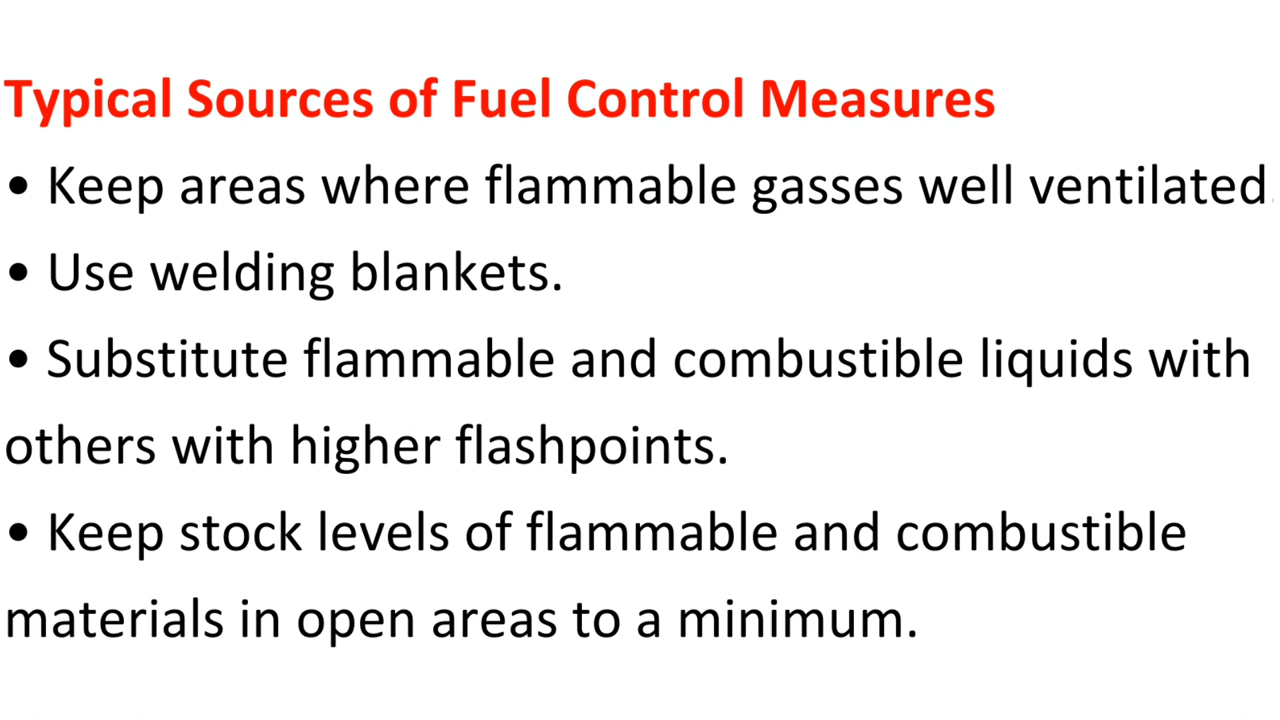 Typical Sources of Fuel Control Measures
• Keep areas where flammable gasses well ventilated.
• Use welding blankets.
• Substitute flammable and combustible liquids with
others with higher flashpoints.
• Keep stock levels of flammable and combustible
materials in open areas to a minimum.